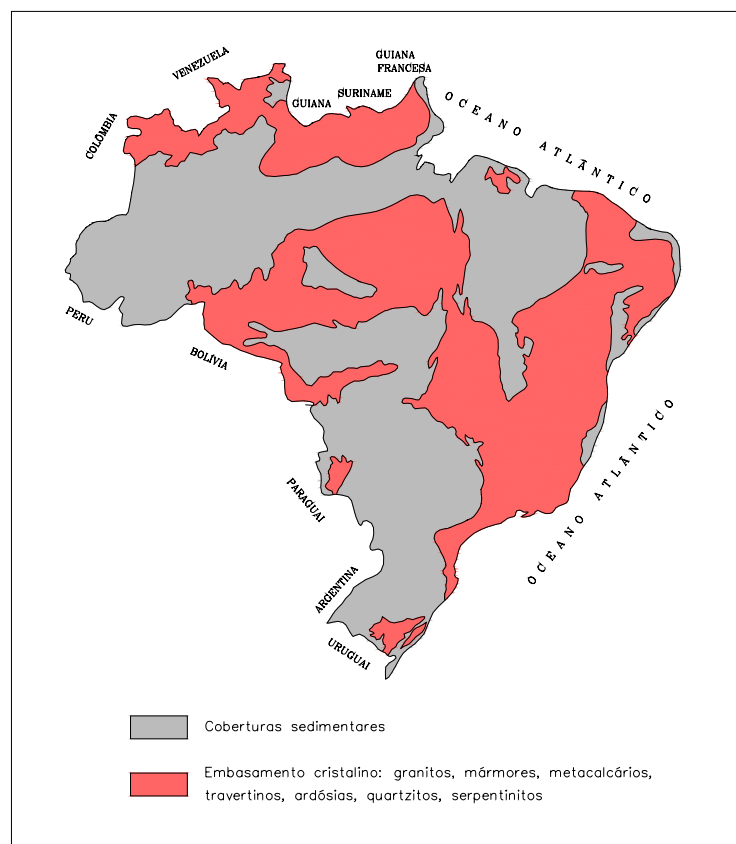 GUIANA
FRANCESA
VENEZUELA
SURINAME
GUIANA
OCEANO ATLÂNTICO
COLÔMBIA
PERU
BOLÍVIA
PARAGUAI
OCEANO ATLÂNTICO
ARGENTINA
URUGUAI
Coberturas sedimentares
Embasamento cristalino: granitos, mármores, metacalcários,
travertinos, ardósias, quartzitos, serpentinitos